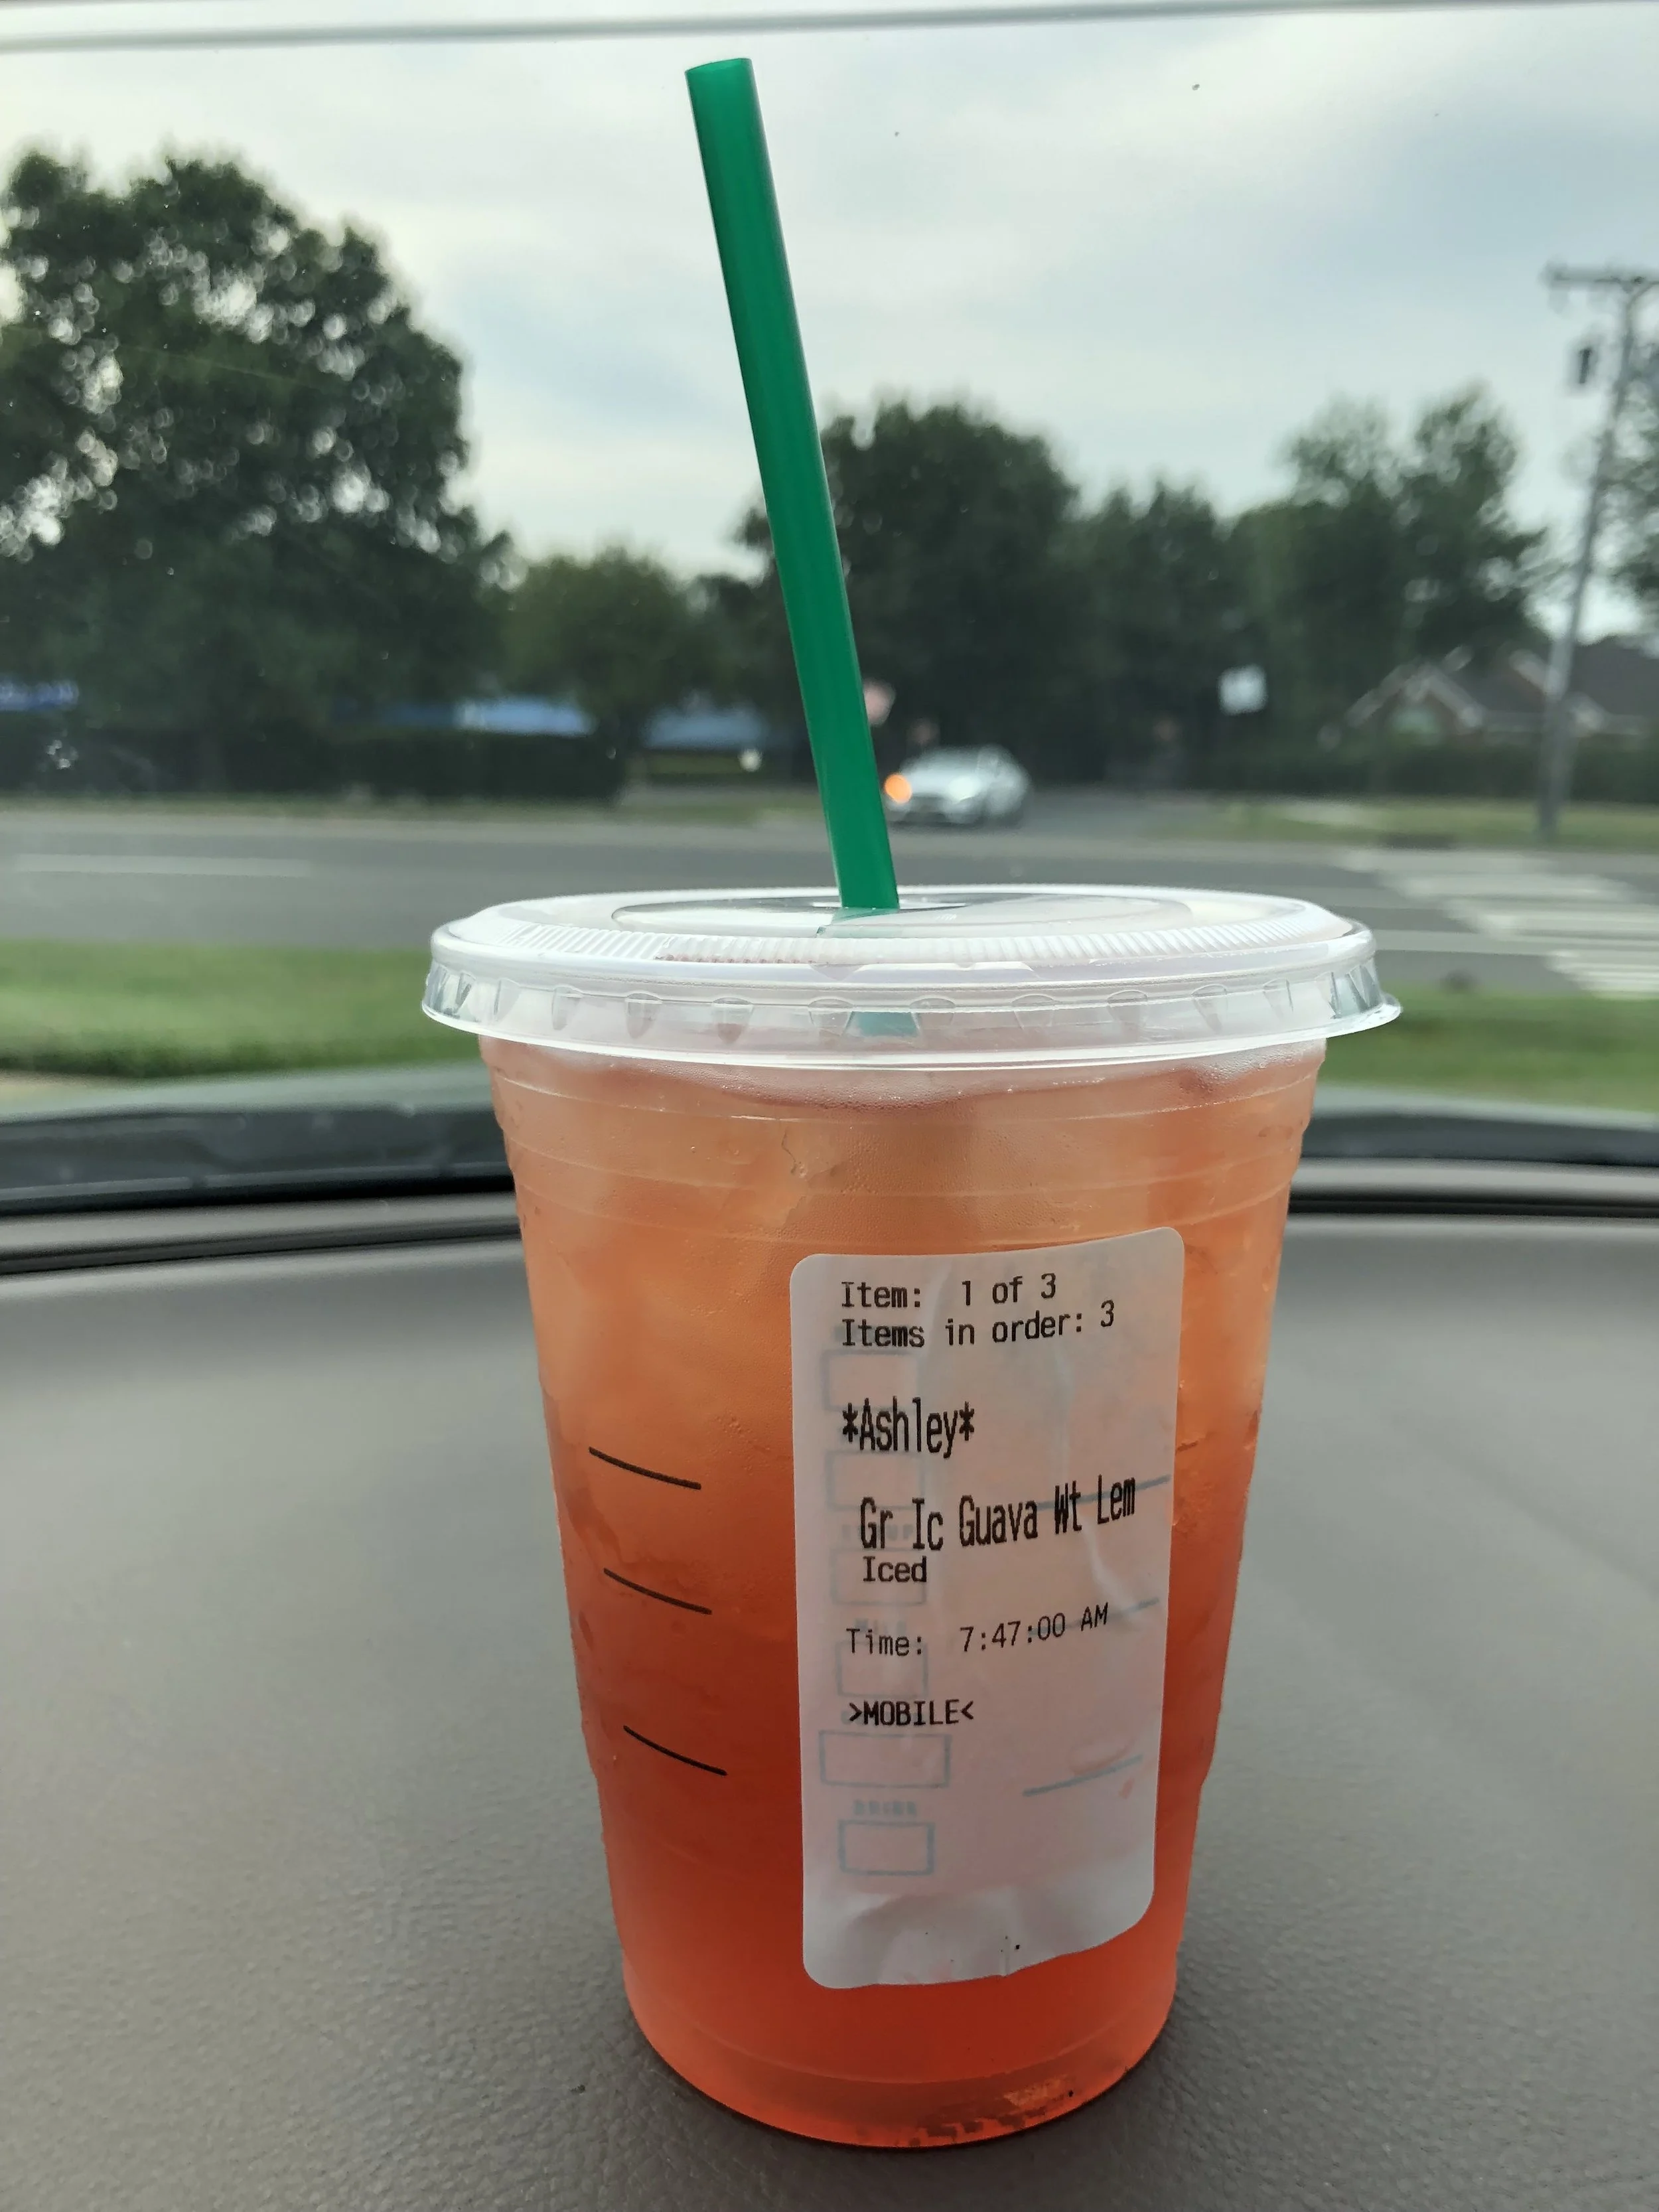 Item: 1 of 3
Items in order: 3
*Ashley*
Gr Ic Guava Wt Lem
Iced
Time: 7:47:00 AM
>MOBILE<